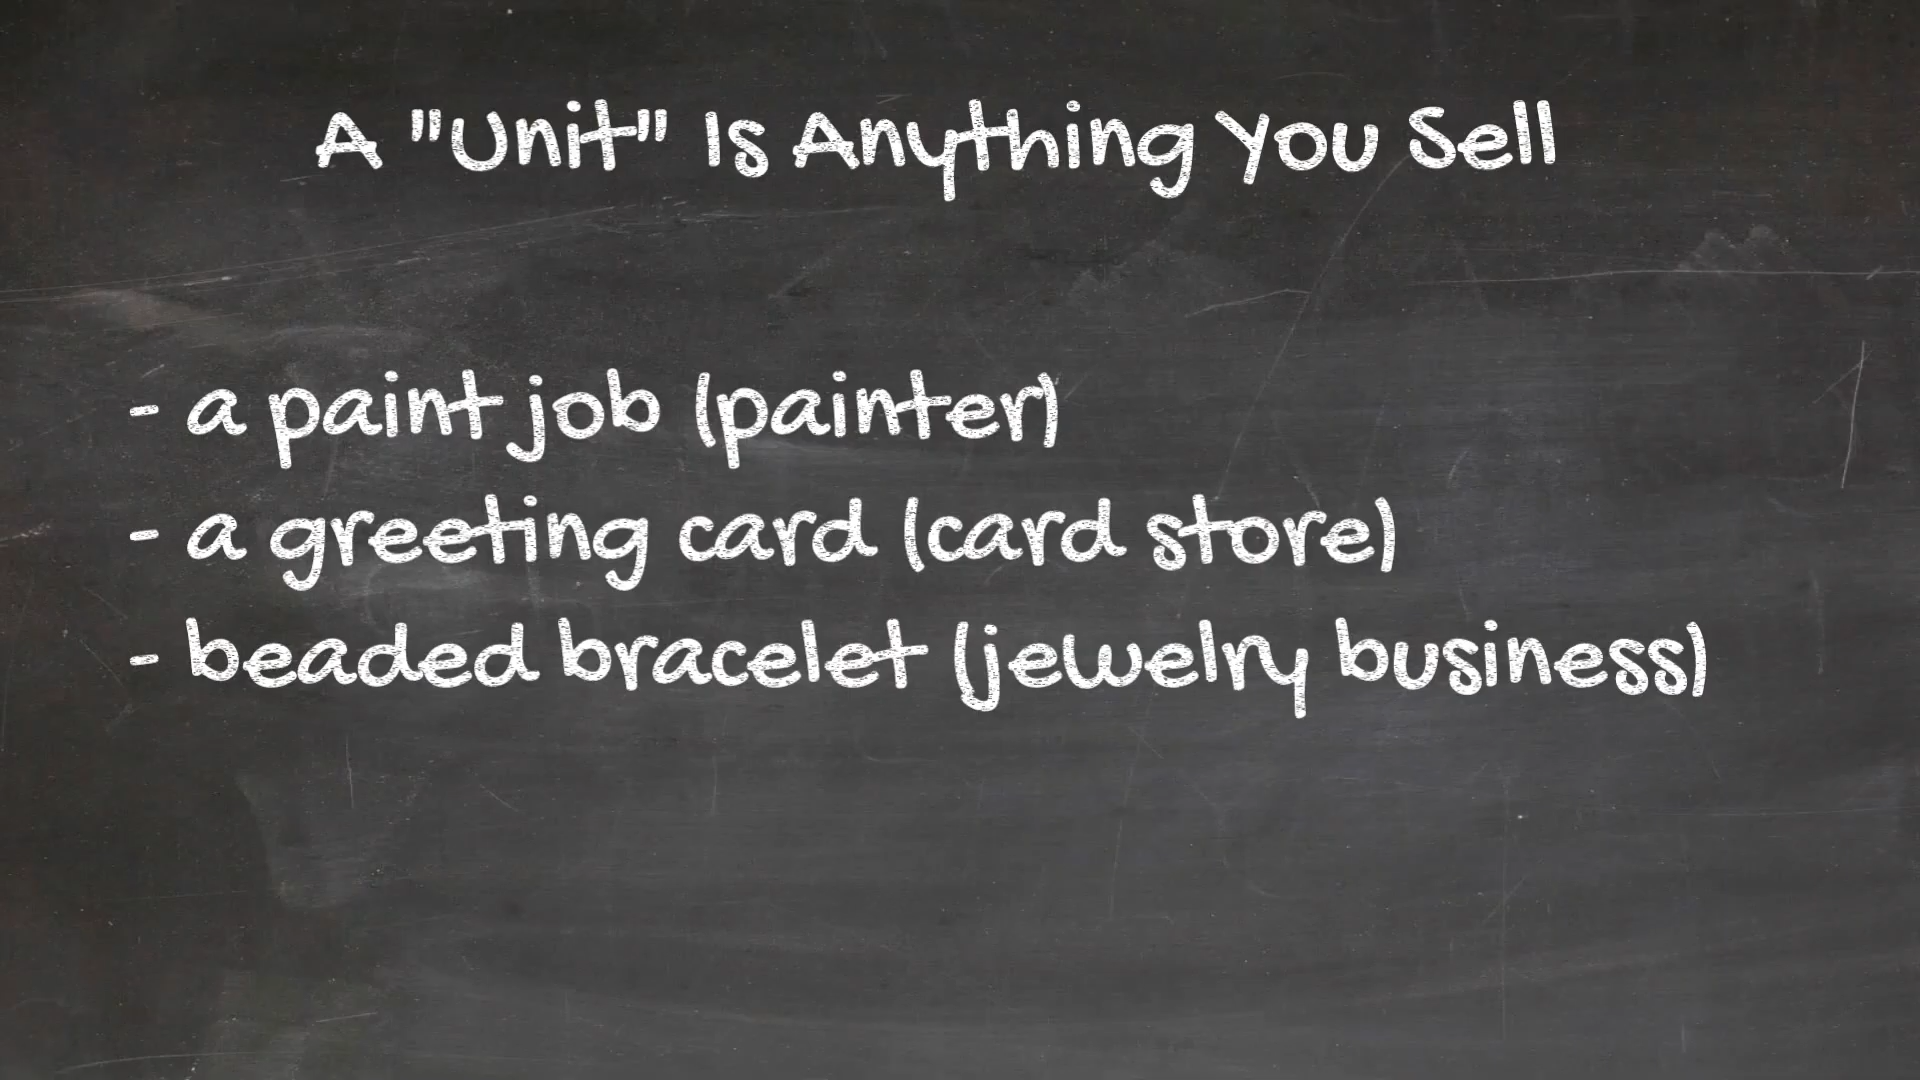 A "Unit" Is Anything You Sell
- a paint job (painter)
- a greeting card (card store)
- beaded bracelet (jewelry business)